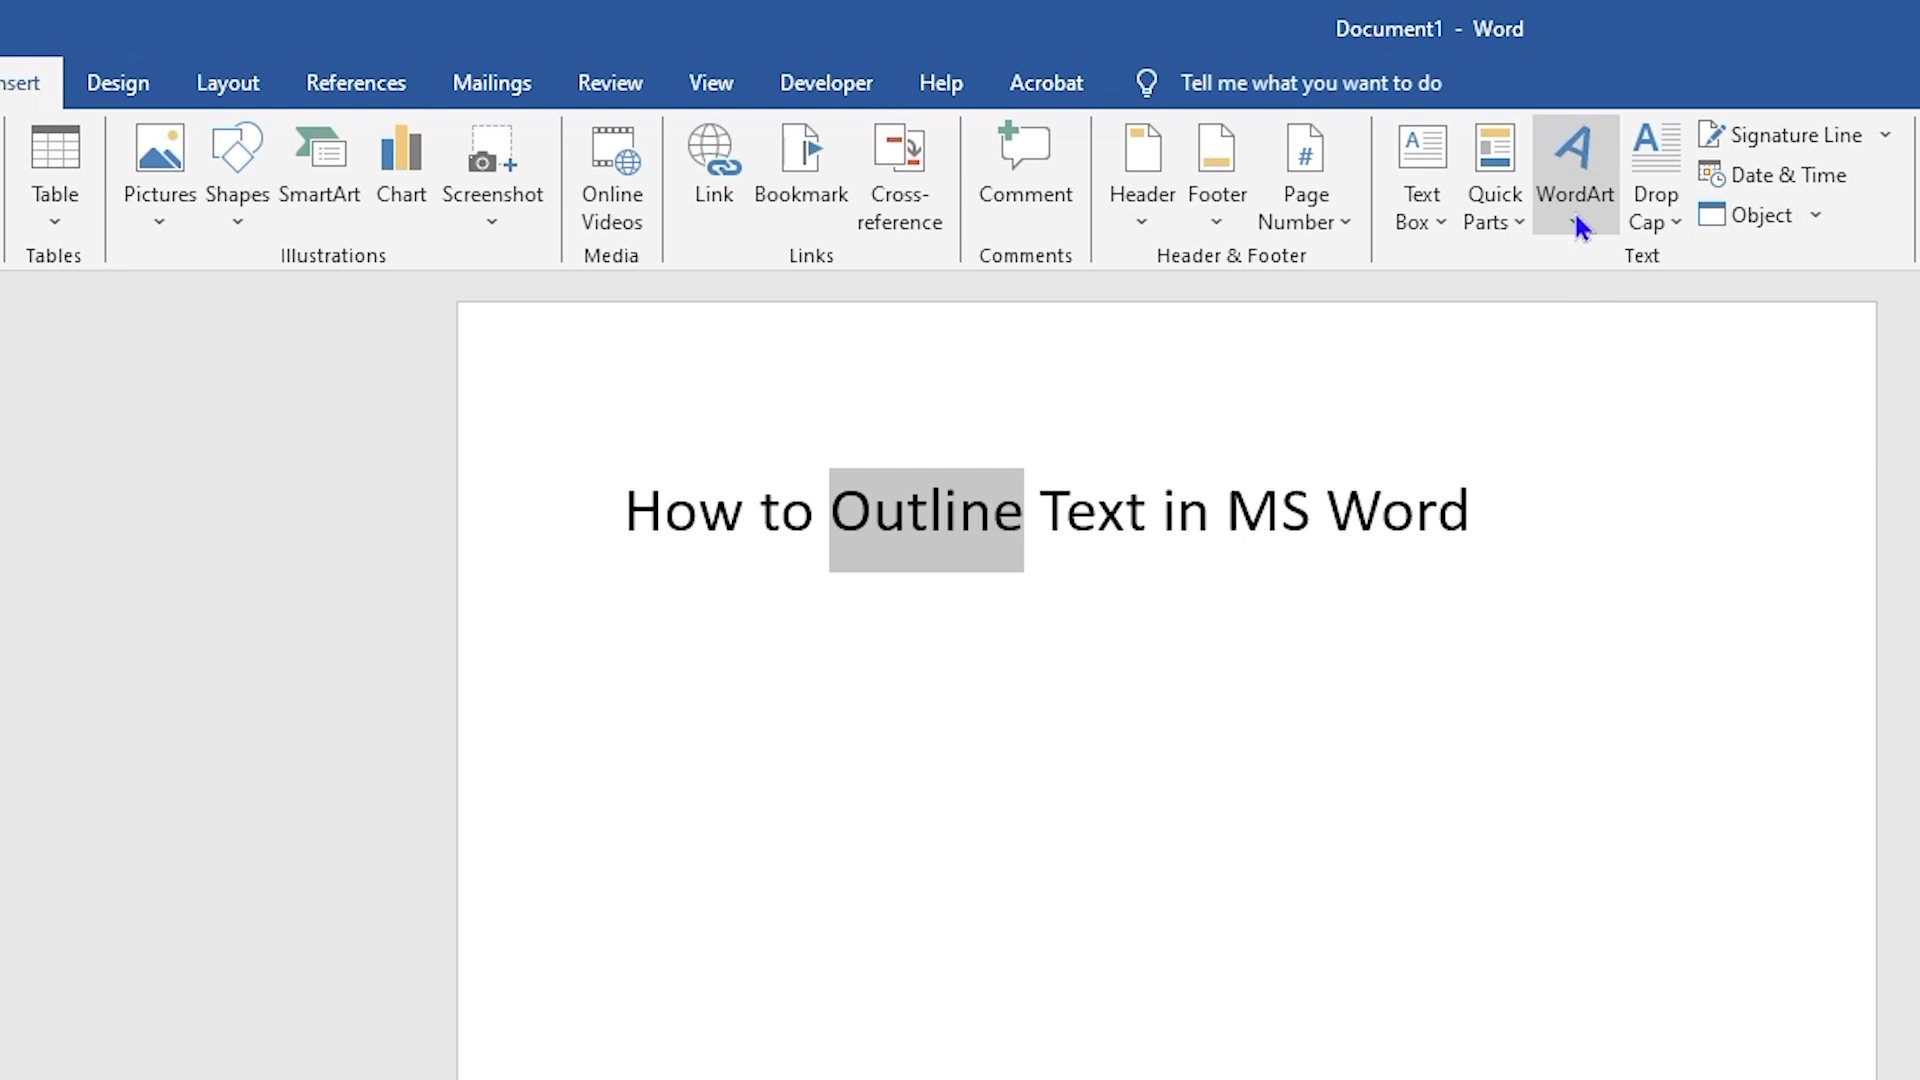 Document1 - Word
nsert Design Layout References Mailings Review View Developer Help Acrobat Tell me what you want to do
Table
Tables
Pictures Shapes SmartArt Chart Screenshot
Illustrations
Online
Videos
Media
Link Bookmark Cross-
reference
Links
Comment
Comments
Header Footer Page
Number
Header & Footer
Text
Box
Quick
Parts
WordArt
Drop
Cap
Signature Line
Date & Time
Object
Text
How to Outline Text in MS Word